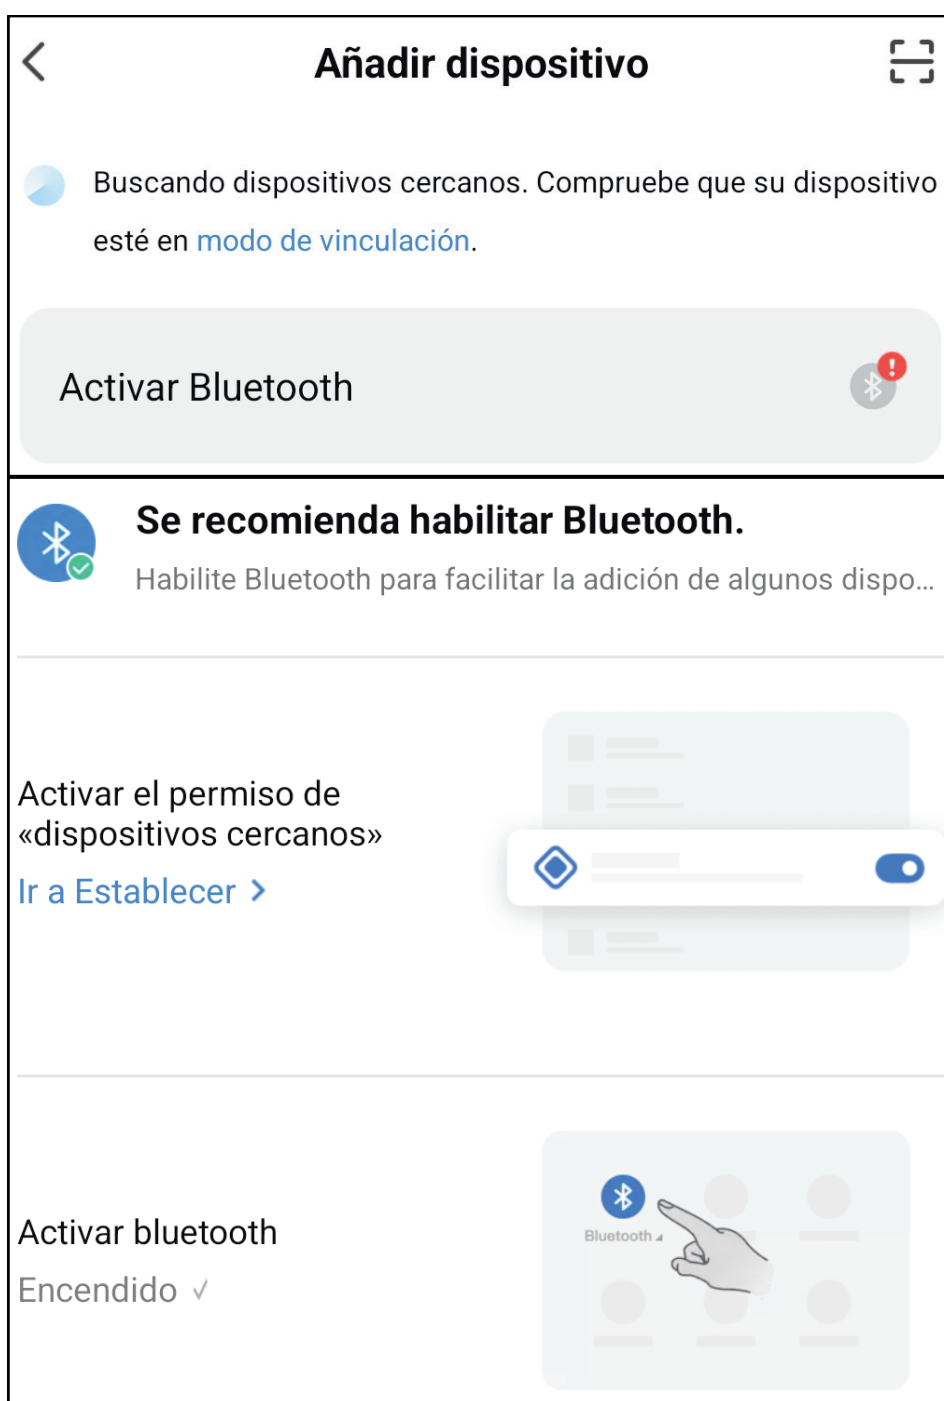 Añadir dispositivo
Buscando dispositivos cercanos. Compruebe que su dispositivo
esté en modo de vinculación.
Activar Bluetooth
Se recomienda habilitar Bluetooth.
Habilite Bluetooth para facilitar la adición de algunos dispo...
Activar el permiso de
«dispositivos cercanos»
Ir a Establecer >
Activar bluetooth
Encendido ✓
Bluetooth